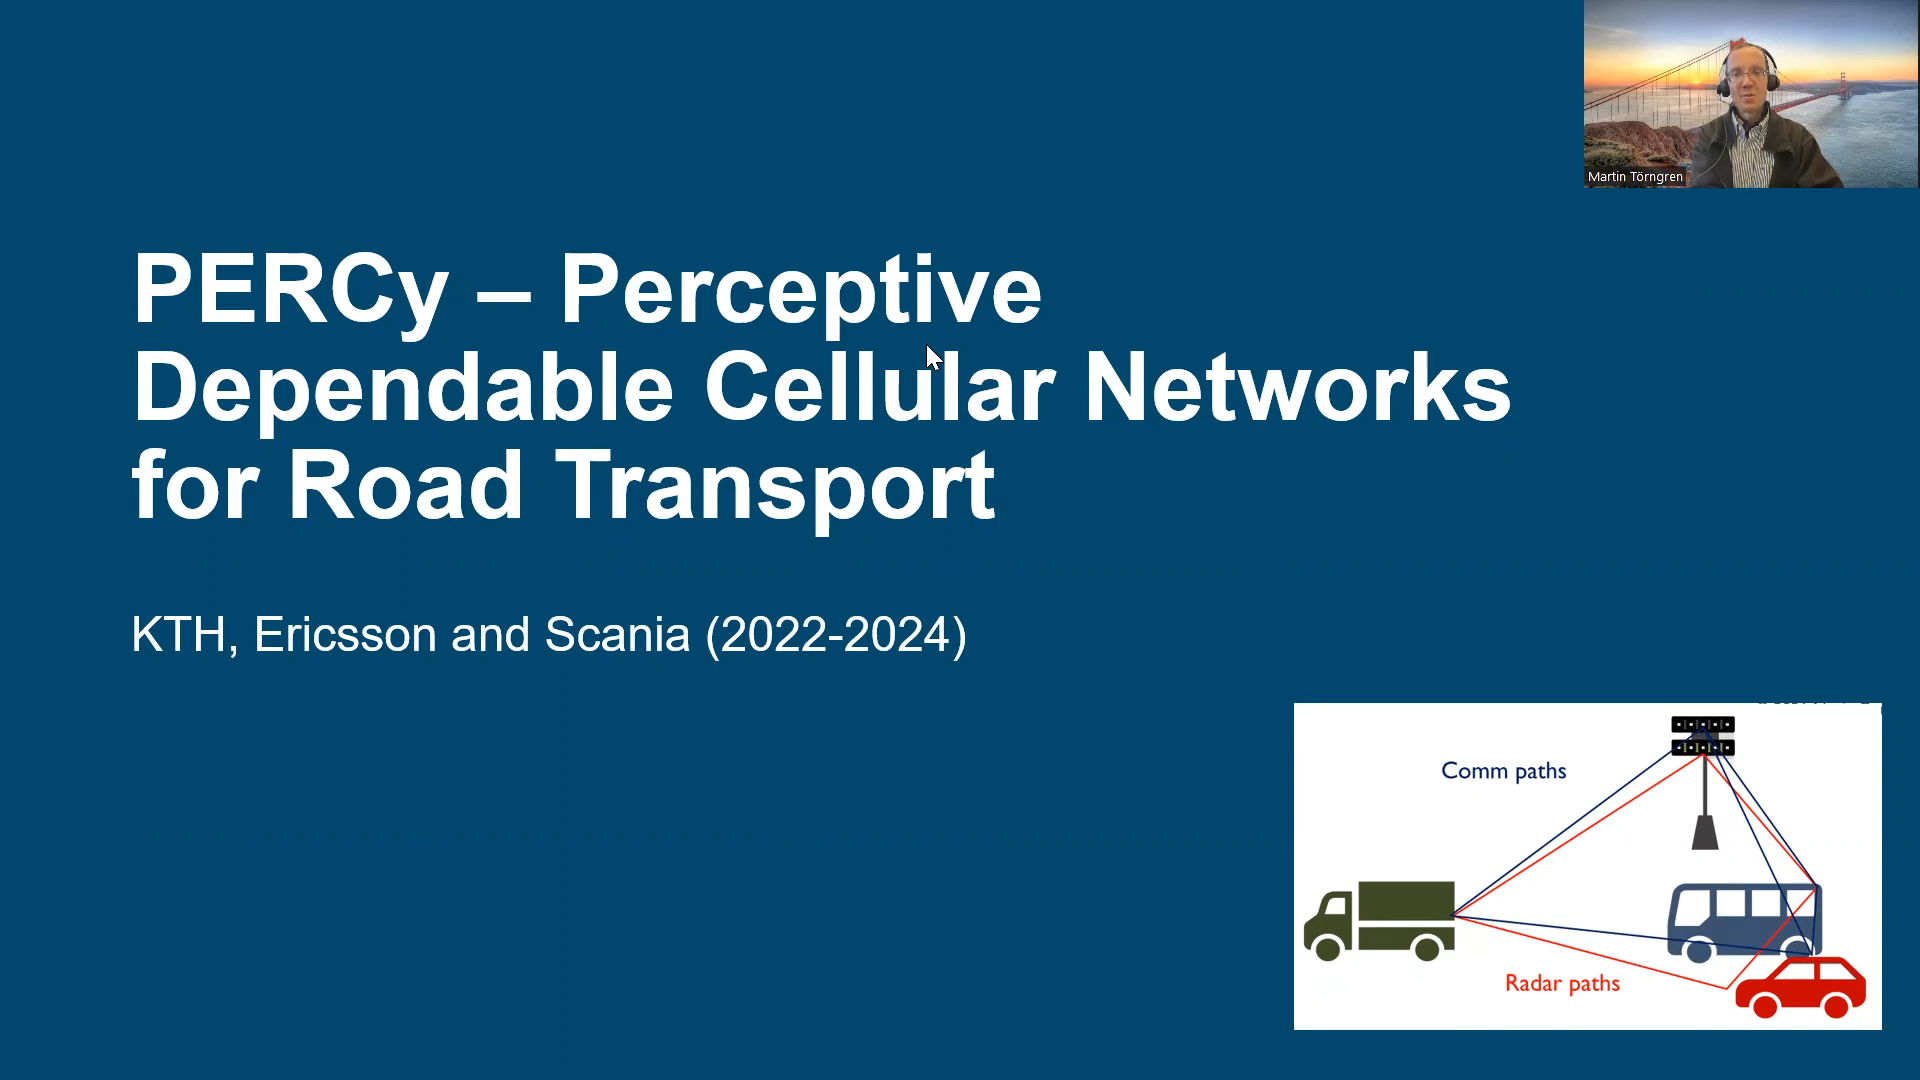 Martin Törngren
PERCy – Perceptive
Dependable Cellular Networks
for Road Transport
KTH, Ericsson and Scania (2022-2024)
Comm paths
Radar paths